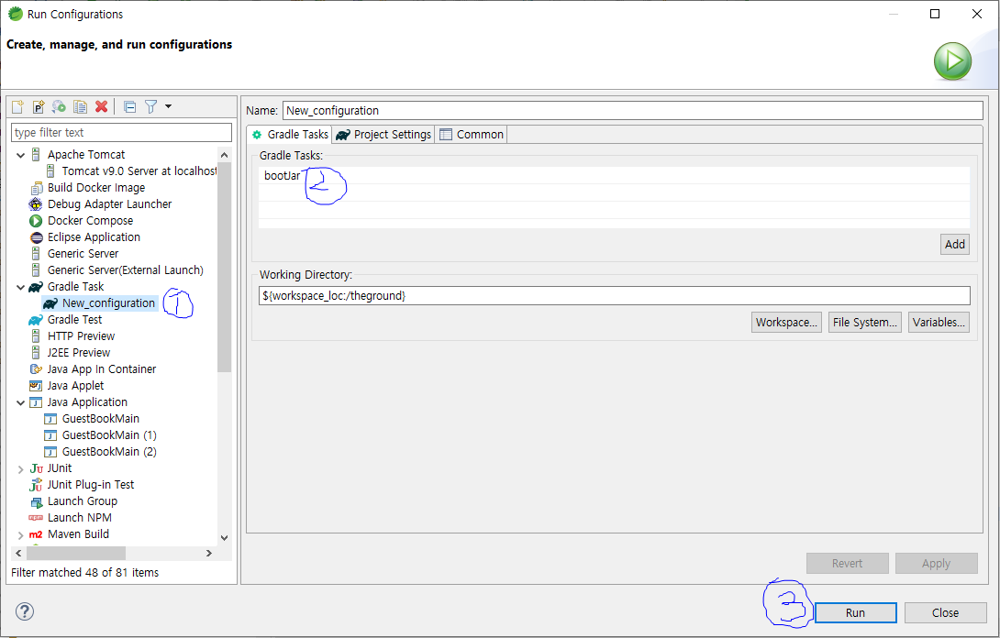 Run Configurations
Create, manage, and run configurations
type filter text
Apache Tomcat
Tomcat v9.0 Server at localhost
Build Docker Image
Debug Adapter Launcher
Docker Compose
Eclipse Application
Generic Server
Generic Server(External Launch)
Gradle Task
New_configuration
1
Gradle Test
HTTP Preview
J2EE Preview
Java App In Container
Java Applet
Java Application
GuestBookMain
GuestBookMain (1)
GuestBookMain (2)
JUnit
JUnit Plug-in Test
Launch Group
Launch NPM
Maven Build
Filter matched 48 of 81 items
Name: New_configuration
Gradle Tasks Project Settings Common
Gradle Tasks:
bootJar
2
Add
Working Directory:
${workspace_loc:/theground}
Workspace... File System... Variables...
Revert Apply
3
Run Close